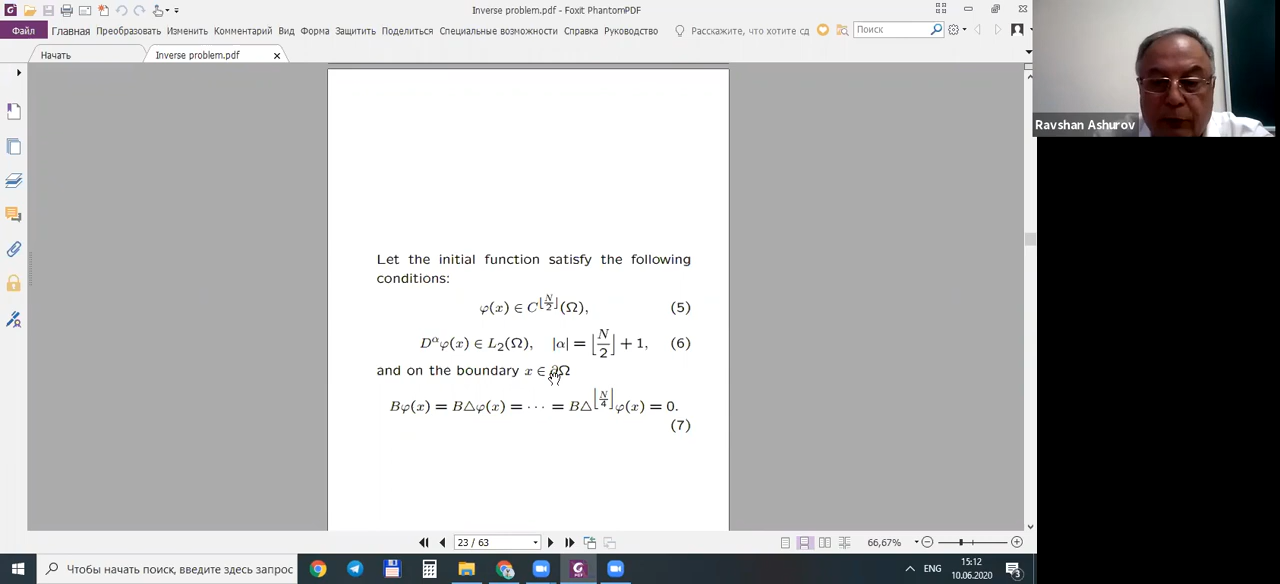 Inverse problem.pdf - Foxit PhantomPDF
Файл Главная Преобразовать Изменить Комментарий Вид Форма Защитить Поделиться Специальные возможности Справка Руководство Расскажите, что хотите сд Поиск
Начать Inverse problem.pdf
Ravshan Ashurov
Let the initial function satisfy the following
conditions:
φ(x) ∈ C^{⌊N/2⌋}(Ω), (5)
D^α φ(x) ∈ L₂(Ω), |α| = ⌊N/2⌋ + 1, (6)
and on the boundary x ∈ ∂Ω
Bφ(x) = B△φ(x) = ⋯ = B△^{⌊N/4⌋}φ(x) = 0.
(7)
23 / 63 66,67%
Чтобы начать поиск, введите здесь запрос
ENG
15:12
10.06.2020
3